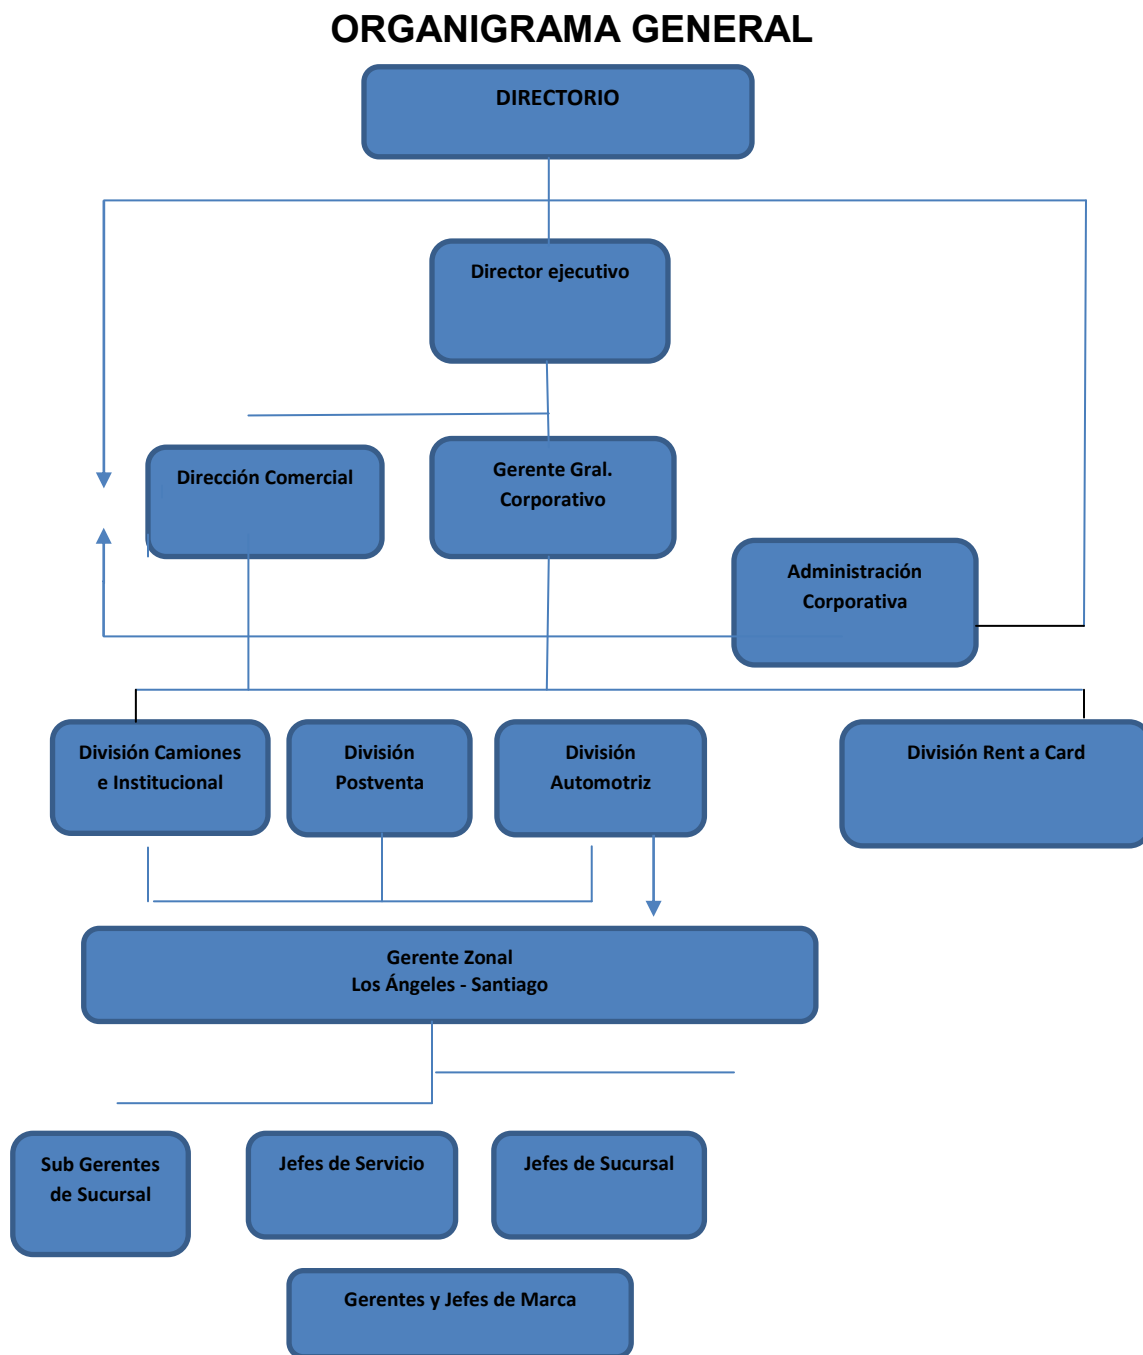 ORGANIGRAMA GENERAL
DIRECTORIO
Director ejecutivo
Dirección Comercial
Gerente Gral.
Corporativo
Administración
Corporativa
División Camiones
e Institucional
División
Postventa
División
Automotriz
División Rent a Card
Gerente Zonal
Los Ángeles - Santiago
Sub Gerentes
de Sucursal
Jefes de Servicio
Jefes de Sucursal
Gerentes y Jefes de Marca